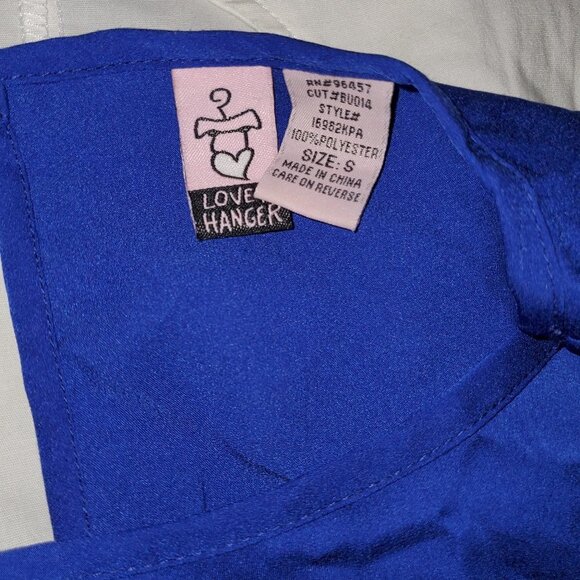 LOVE
HANGER
RN#96457
CUT#BU014
STYLE#
16982KPA
100%POLYESTER
SIZE: S
MADE IN CHINA
CARE ON REVERSE